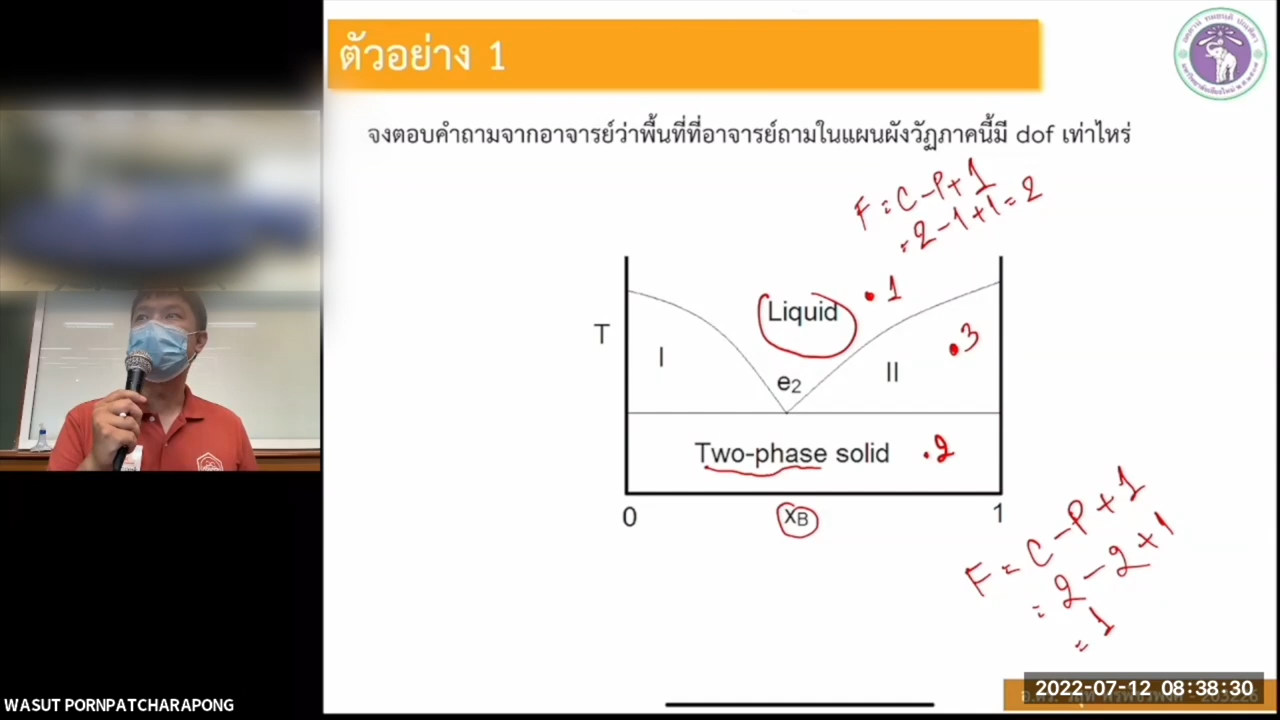 ตัวอย่าง 1
จงตอบคำถามจากอาจารย์ว่าพื้นที่ที่อาจารย์ถามในแผนผังวัฏภาคนี้มี dof เท่าไหร่
F = C - P + 1
= 2 - 1 + 1 = 2
Liquid
1
T
I
e2
II
3
Two-phase solid
2
0
xB
1
F = C - P + 1
= 2 - 2 + 1
= 1
2022-07-12 08:38:30
WASUT PORNPATCHARAPONG